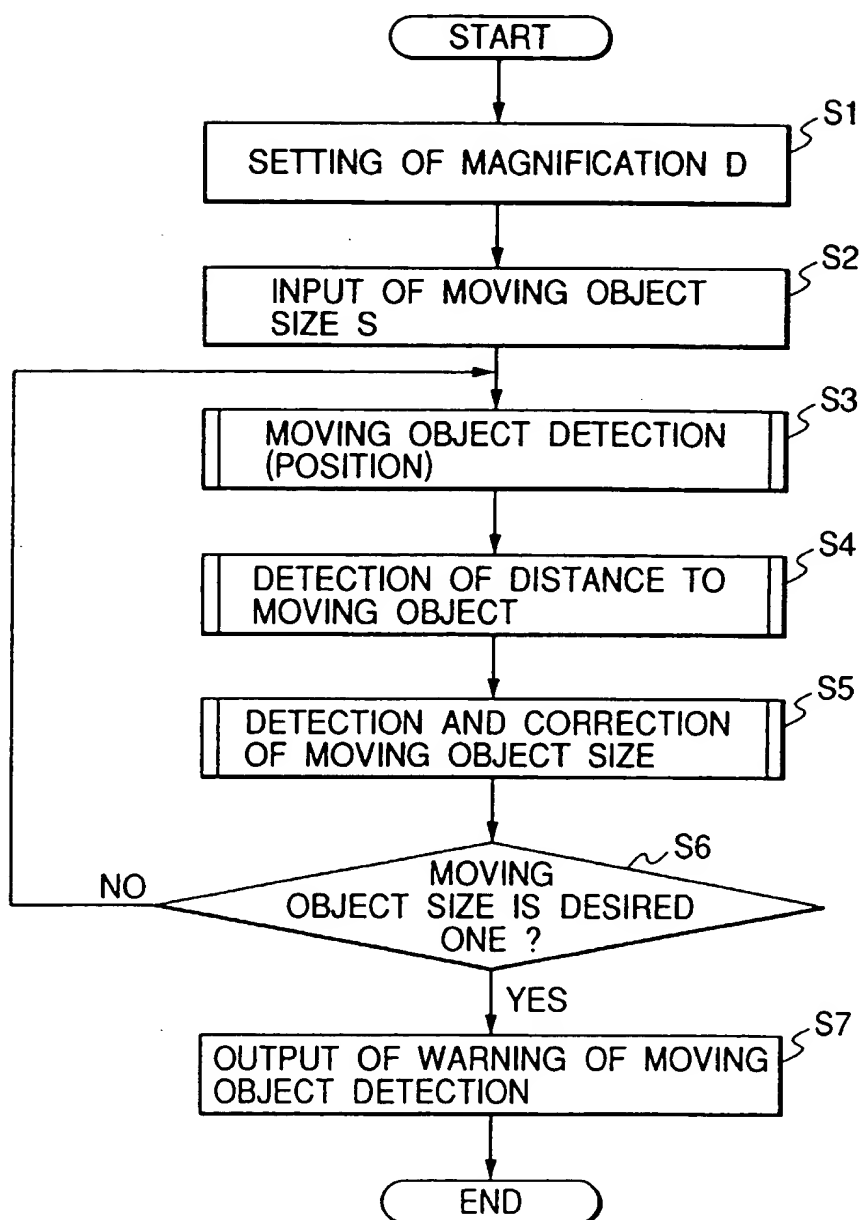 START
S1
SETTING OF MAGNIFICATION D
S2
INPUT OF MOVING OBJECT
SIZE S
S3
MOVING OBJECT DETECTION
(POSITION)
S4
DETECTION OF DISTANCE TO
MOVING OBJECT
S5
DETECTION AND CORRECTION
OF MOVING OBJECT SIZE
S6
NO
MOVING
OBJECT SIZE IS DESIRED
ONE ?
YES
S7
OUTPUT OF WARNING OF MOVING
OBJECT DETECTION
END